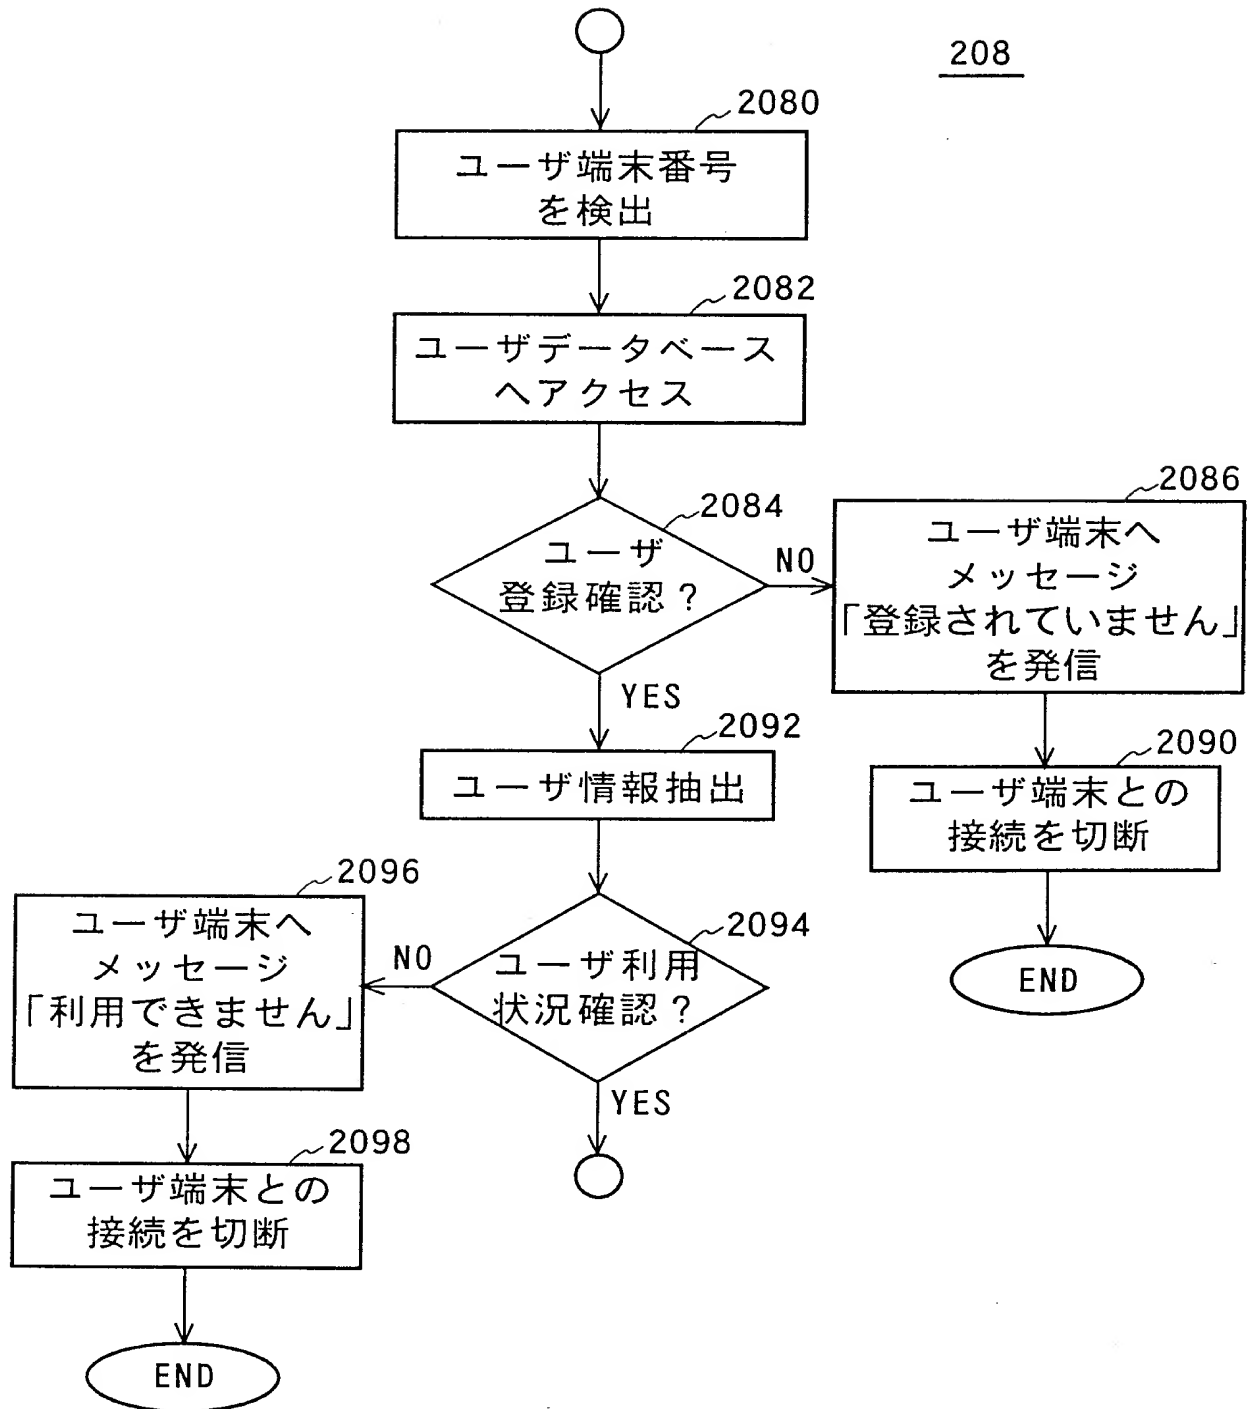 208
2080
ユーザ端末番号
を検出
2082
ユーザデータベース
へアクセス
2084
ユーザ
登録確認？
NO
YES
2086
ユーザ端末へ
メッセージ
「登録されていません」
を発信
2090
ユーザ端末との
接続を切断
END
2092
ユーザ情報抽出
2094
ユーザ利用
状況確認？
NO
YES
2096
ユーザ端末へ
メッセージ
「利用できません」
を発信
2098
ユーザ端末との
接続を切断
END